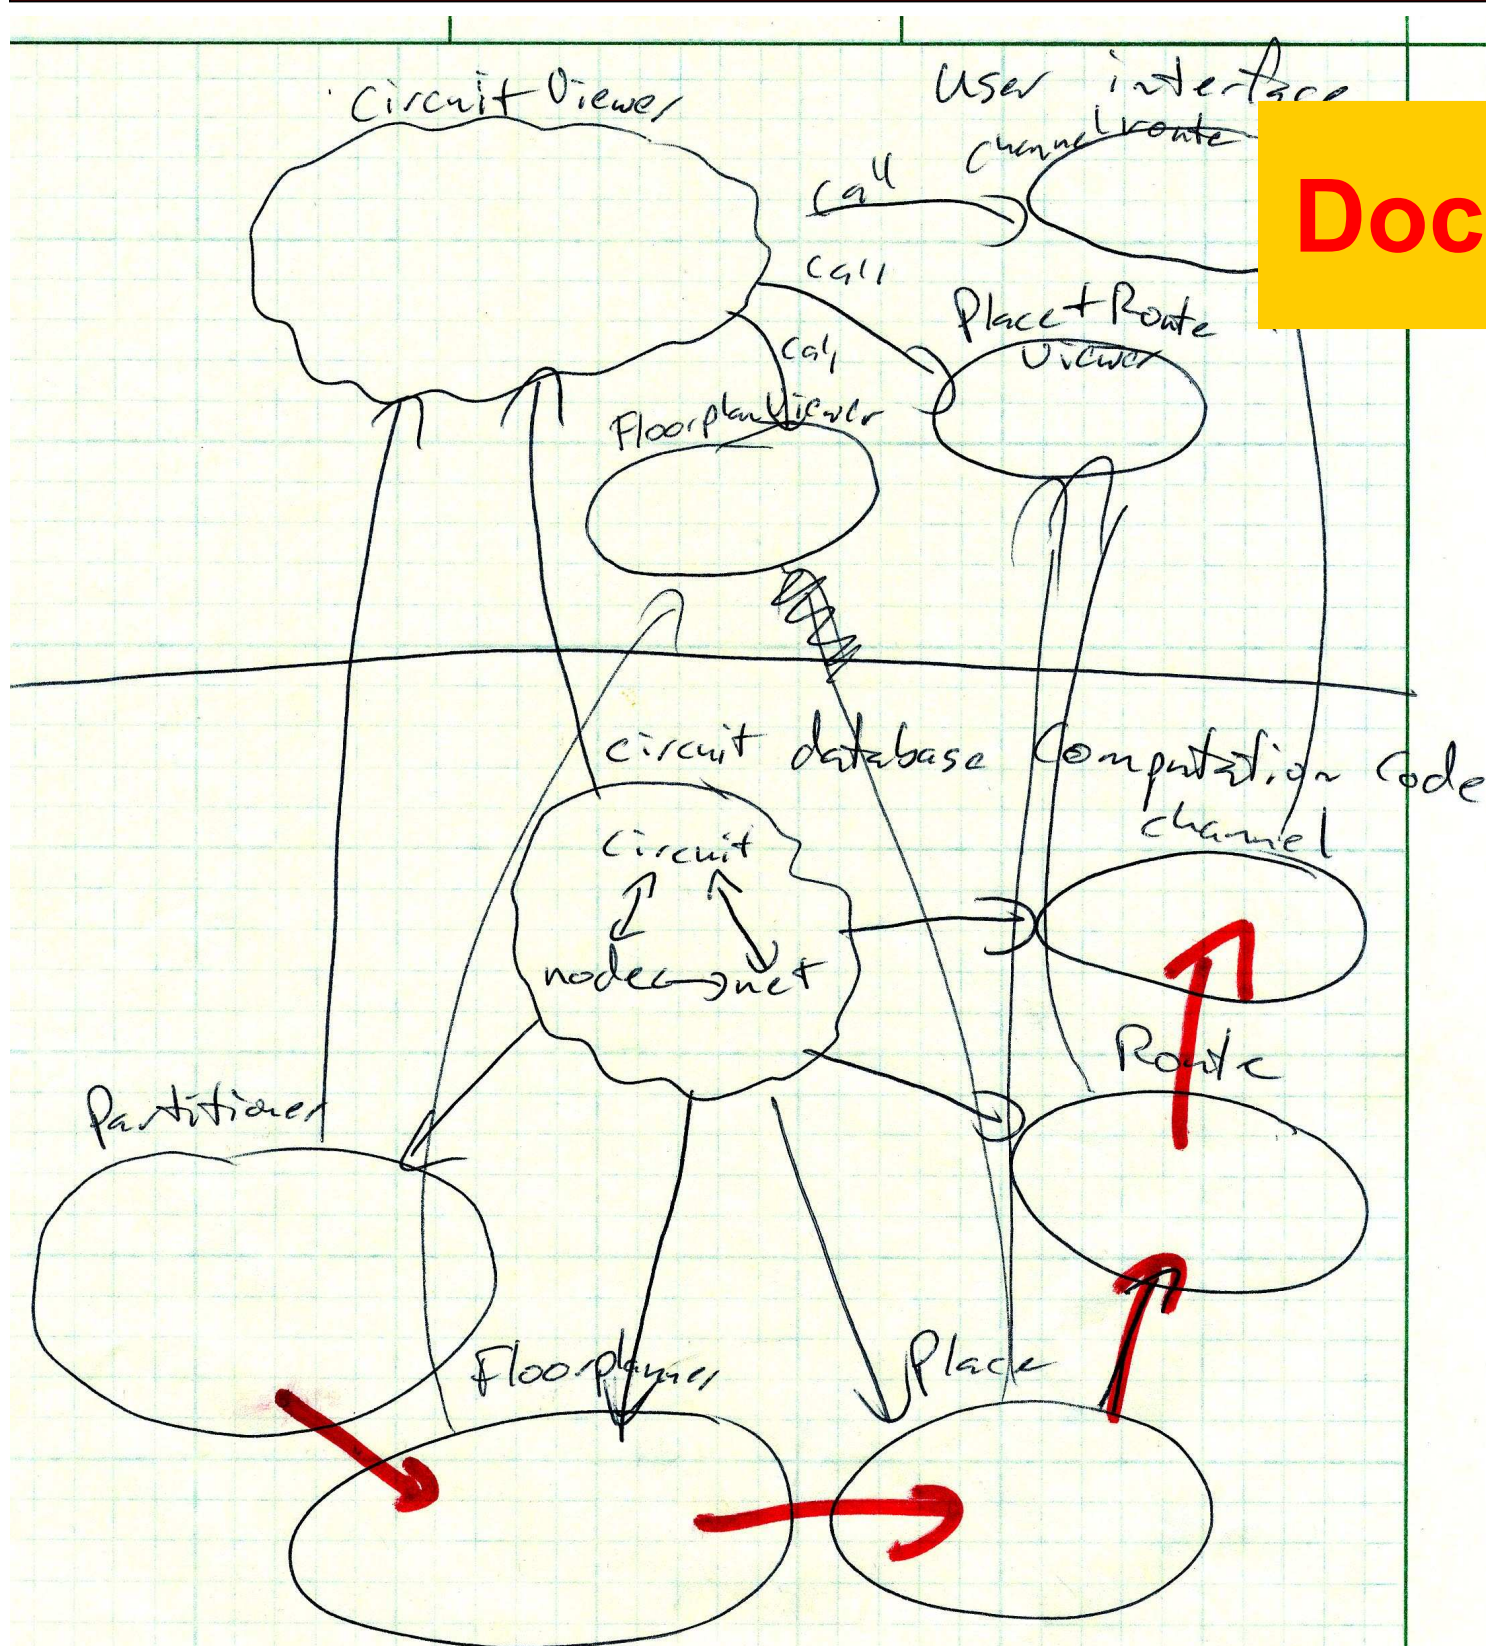 Circuit Viewer
User interface
channel route
Doc
call
call
Place + Route
Viewer
call
Floorplan Viewer
circuit database
Computation Code
channel
circuit
node net
Route
Partitioner
Floorplanner
Place